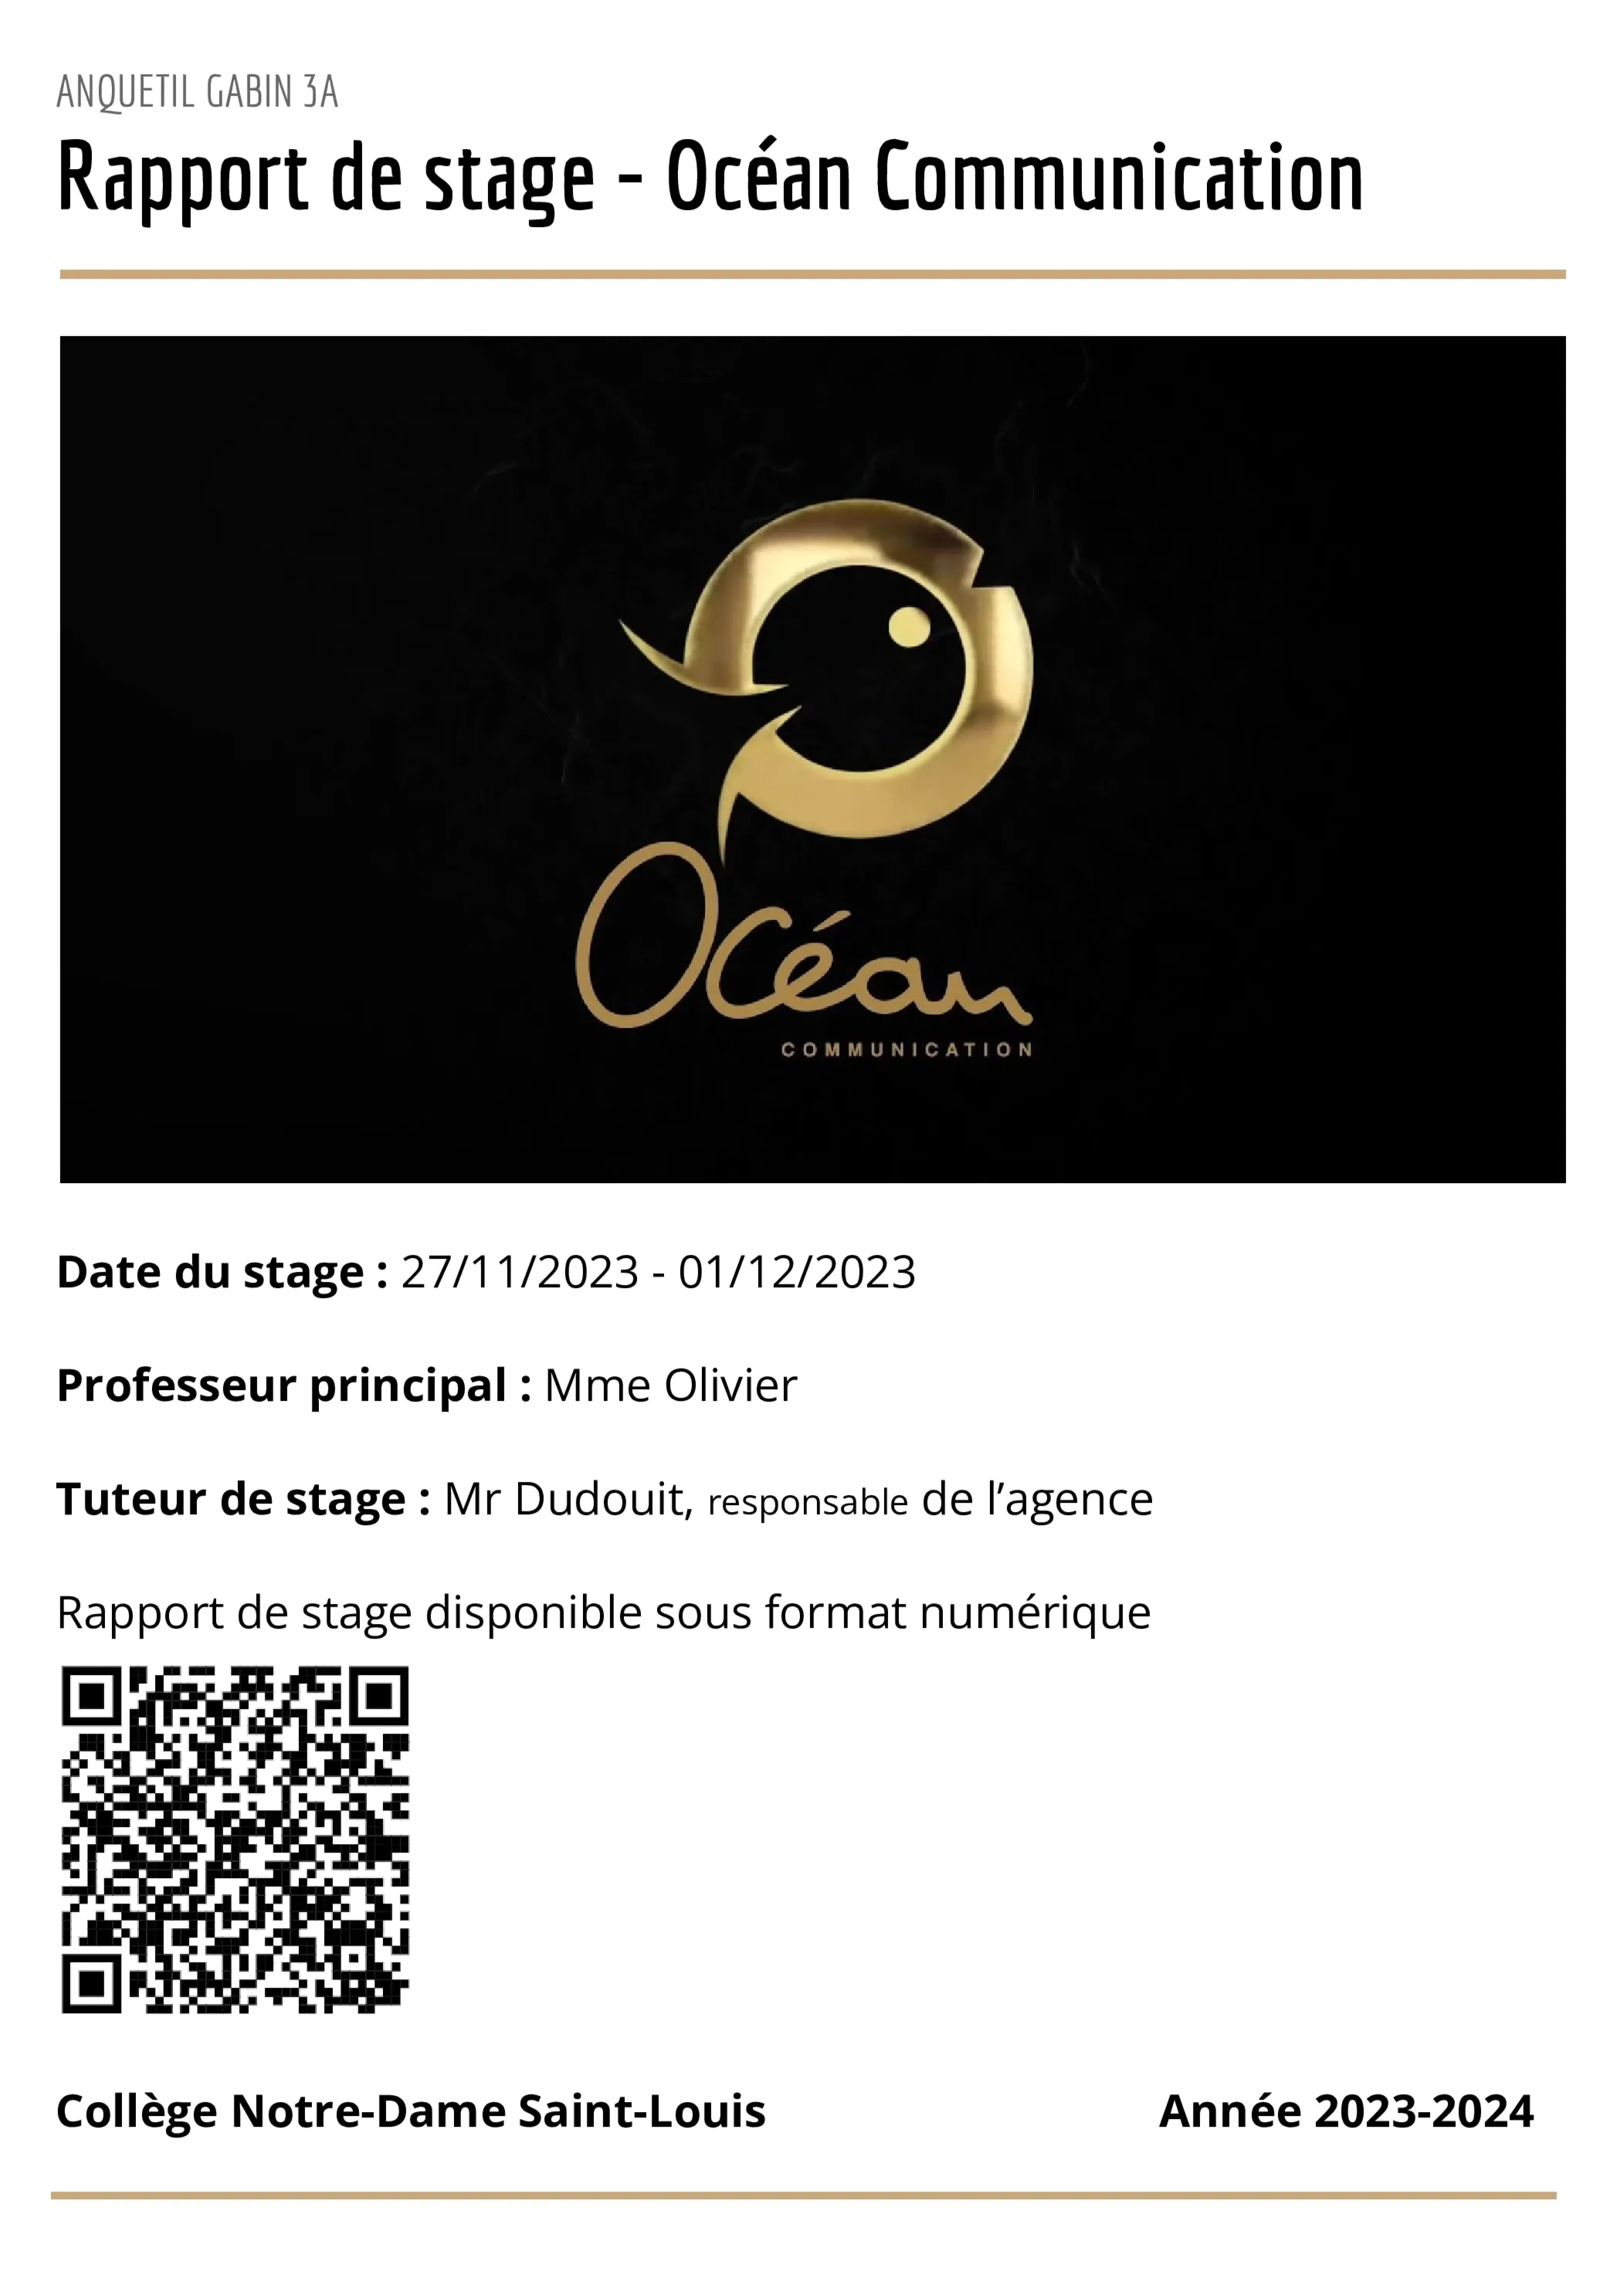 ANQUETIL GABIN 3A
Rapport de stage - Océan Communication
Océan
COMMUNICATION
Date du stage : 27/11/2023 - 01/12/2023
Professeur principal : Mme Olivier
Tuteur de stage : Mr Dudouit, responsable de l’agence
Rapport de stage disponible sous format numérique
Collège Notre-Dame Saint-Louis Année 2023-2024